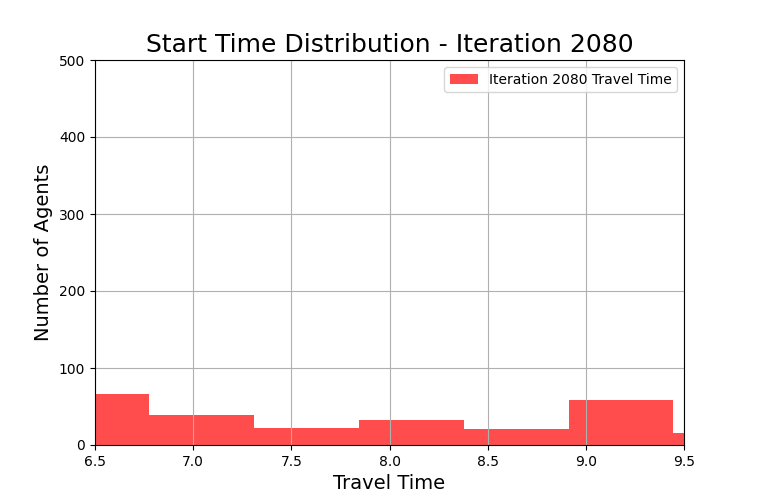 Start Time Distribution - Iteration 2080
Iteration 2080 Travel Time
Number of Agents
500
400
300
200
100
0
6.5 7.0 7.5 8.0 8.5 9.0 9.5
Travel Time